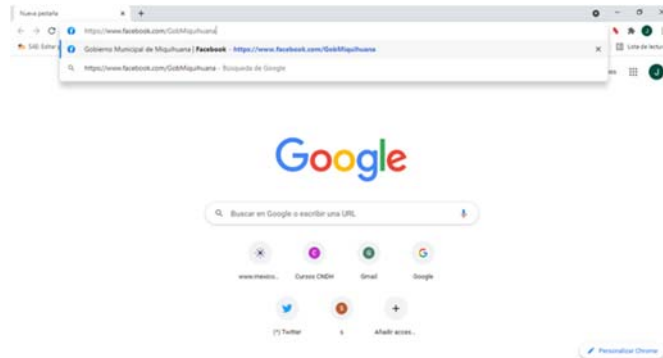 Nueva pestaña
https://www.facebook.com/GobMiquihuana
Gobierno Municipal de Miquihuana | Facebook - https://www.facebook.com/GobMiquihuana
https://www.facebook.com/GobMiquihuana - Búsqueda de Google
Lista de lectur
Google
Buscar en Google o escribir una URL
www.mexico...
Cursos CNDH
Gmail
Google
(*) Twitter
s
Añadir acces...
Personalizar Chrome